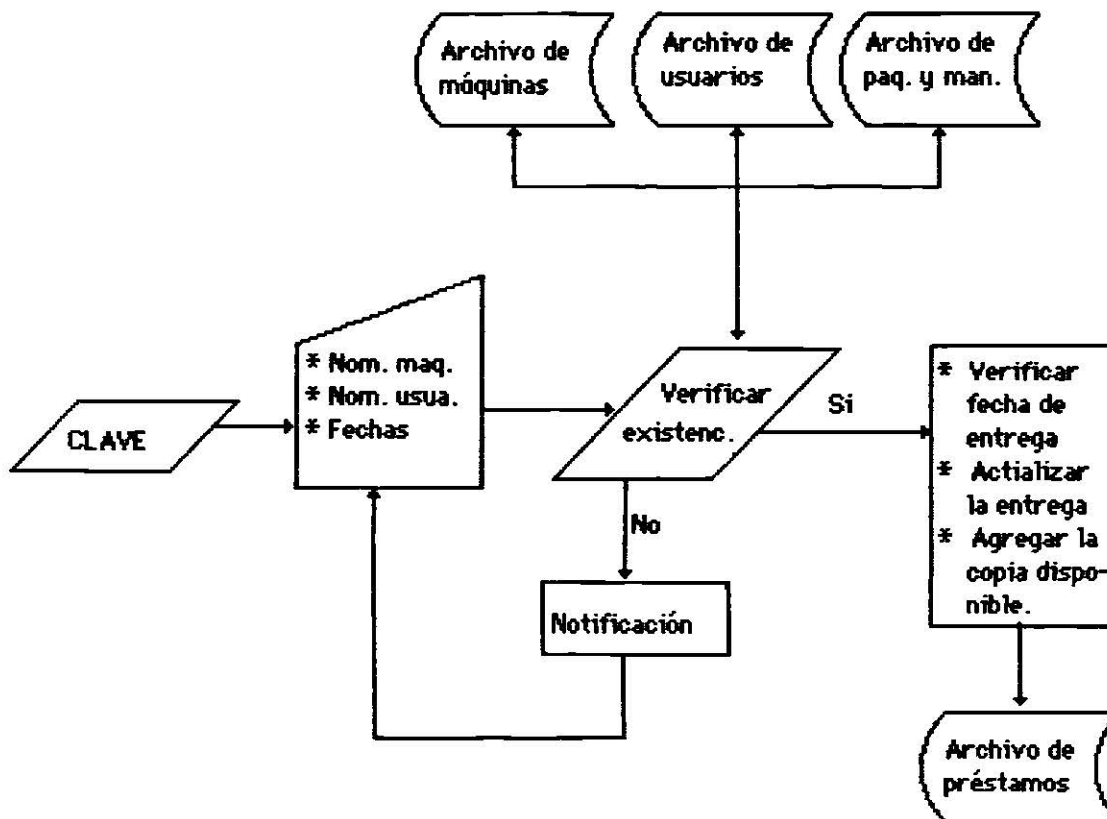 Archivo de
máquinas
Archivo de
usuarios
Archivo de
paq. y man.
CLAVE
* Nom. maq.
* Nom. usua.
* Fechas
Verificar
existenc.
Si
No
Notificación
* Verificar
fecha de
entrega
* Actializar
la entrega
* Agregar la
copia dispo-
nible.
Archivo de
préstamos